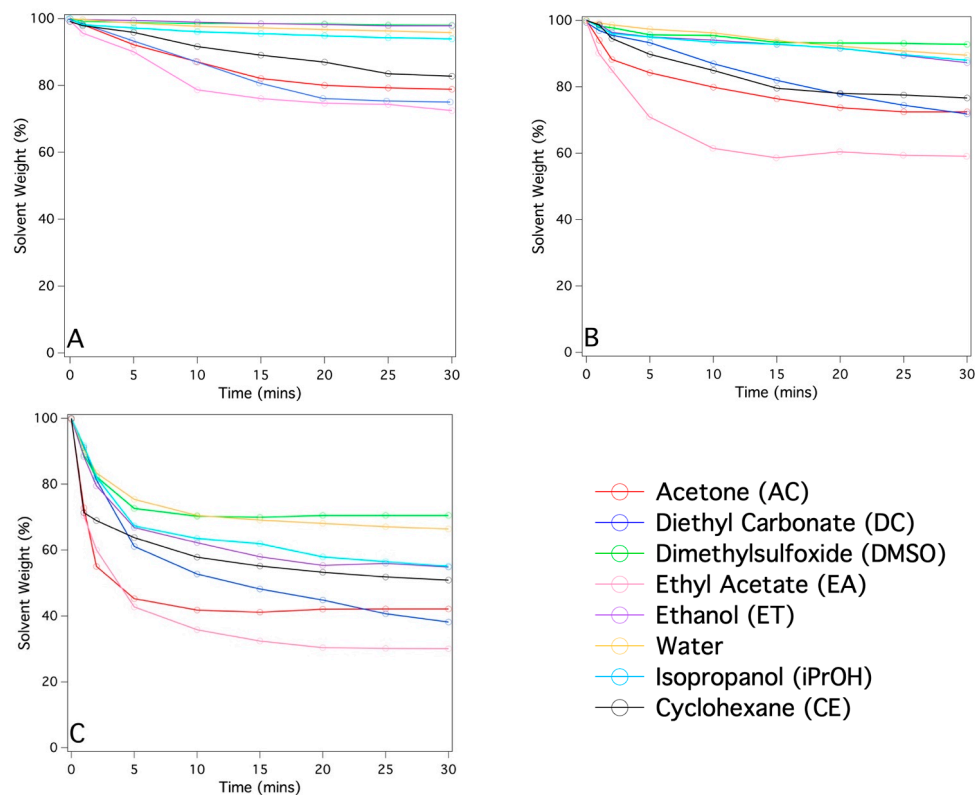 100
80
60
40
20
0
Solvent Weight (%)
A
0 5 10 15 20 25 30
Time (mins)
100
80
60
40
20
0
Solvent Weight (%)
B
0 5 10 15 20 25 30
Time (mins)
100
80
60
40
20
0
Solvent Weight (%)
C
0 5 10 15 20 25 30
Time (mins)
Acetone (AC)
Diethyl Carbonate (DC)
Dimethylsulfoxide (DMSO)
Ethyl Acetate (EA)
Ethanol (ET)
Water
Isopropanol (iPrOH)
Cyclohexane (CE)